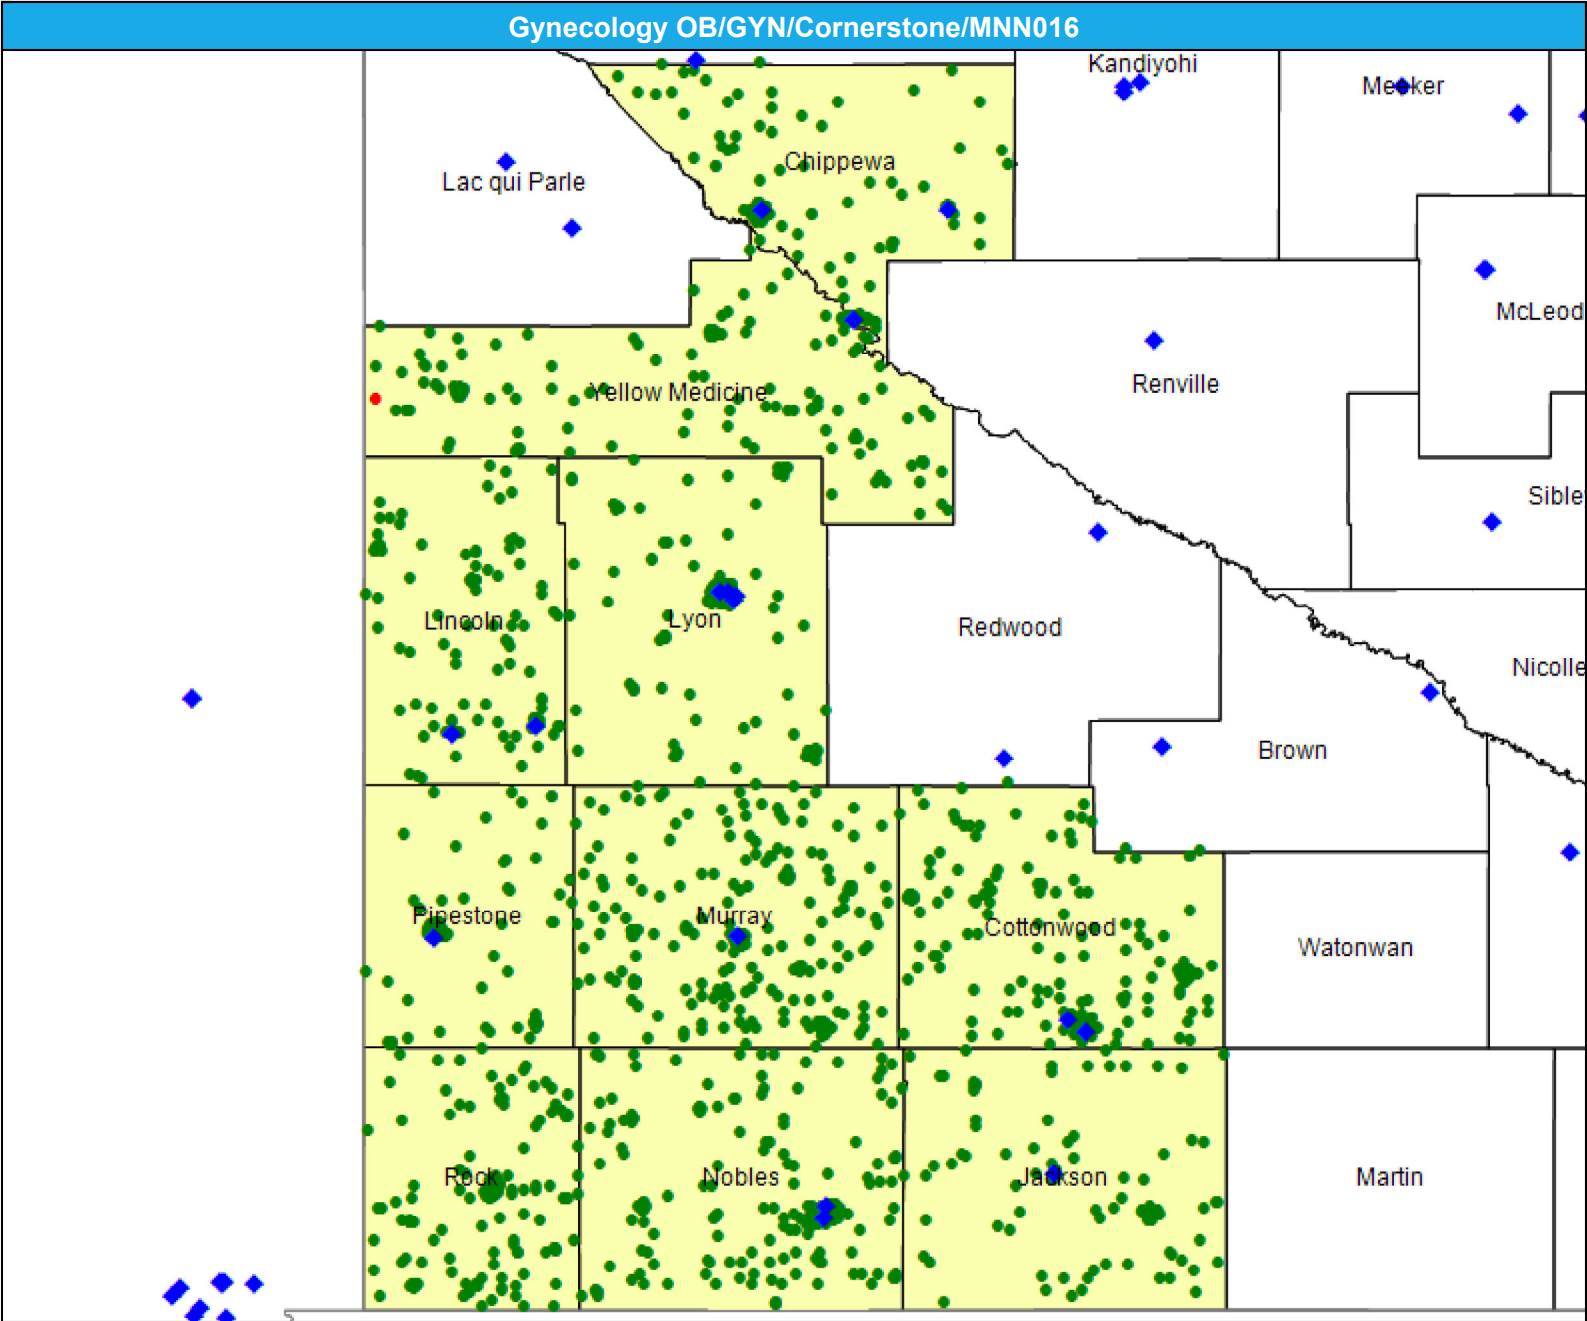 Gynecology OB/GYN/Cornerstone/MNN016
Kandiyohi
Meeker
Chippewa
Lac qui Parle
McLeod
Renville
Yellow Medicine
Sible
Lincoln
Lyon
Redwood
Nicolle
Brown
Pipestone
Murray
Cottonwood
Watonwan
Rock
Nobles
Jackson
Martin